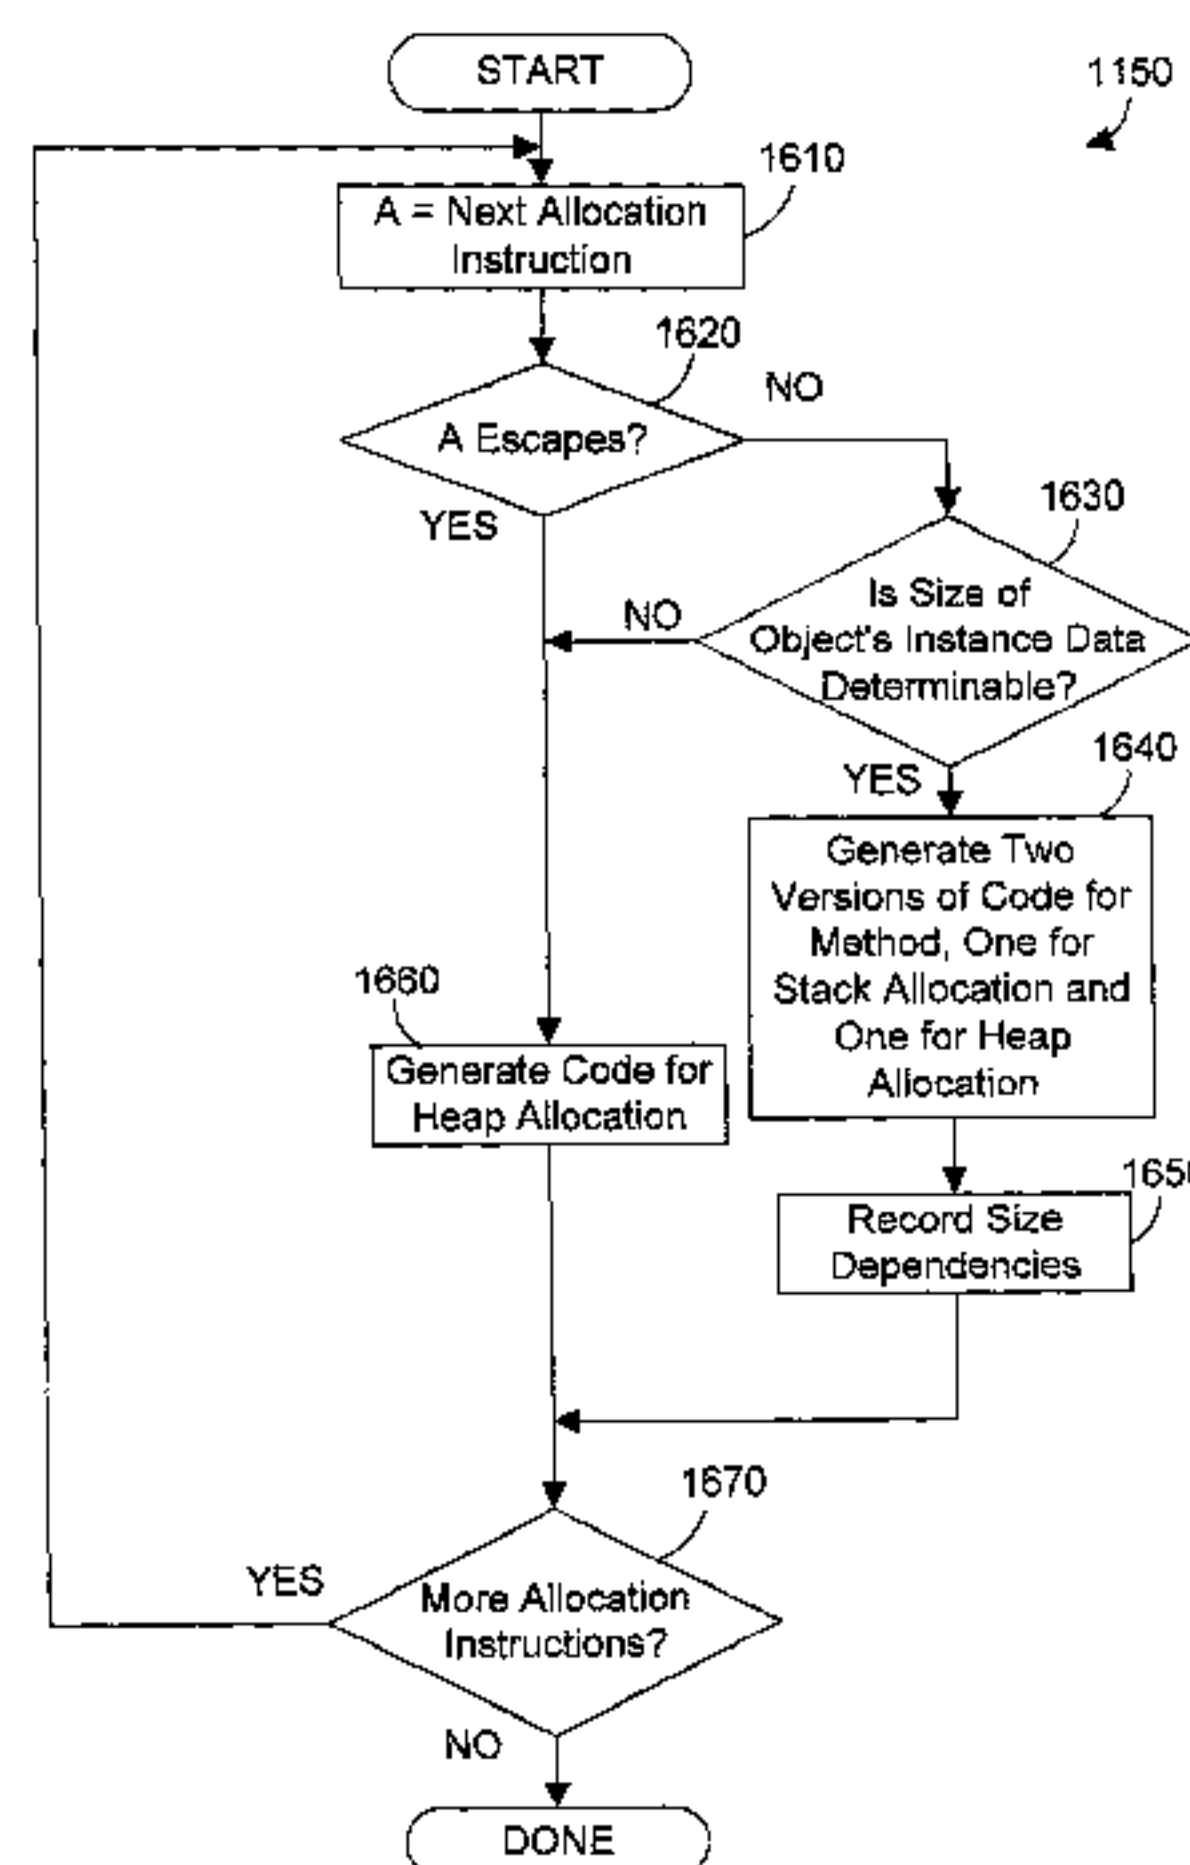 START
1150
1610
A = Next Allocation
Instruction
1620
A Escapes?
NO
YES
1630
Is Size of
Object's Instance Data
Determinable?
NO
YES
1640
Generate Two
Versions of Code for
Method, One for
Stack Allocation and
One for Heap
Allocation
1660
Generate Code for
Heap Allocation
1650
Record Size
Dependencies
1670
More Allocation
Instructions?
YES
NO
DONE